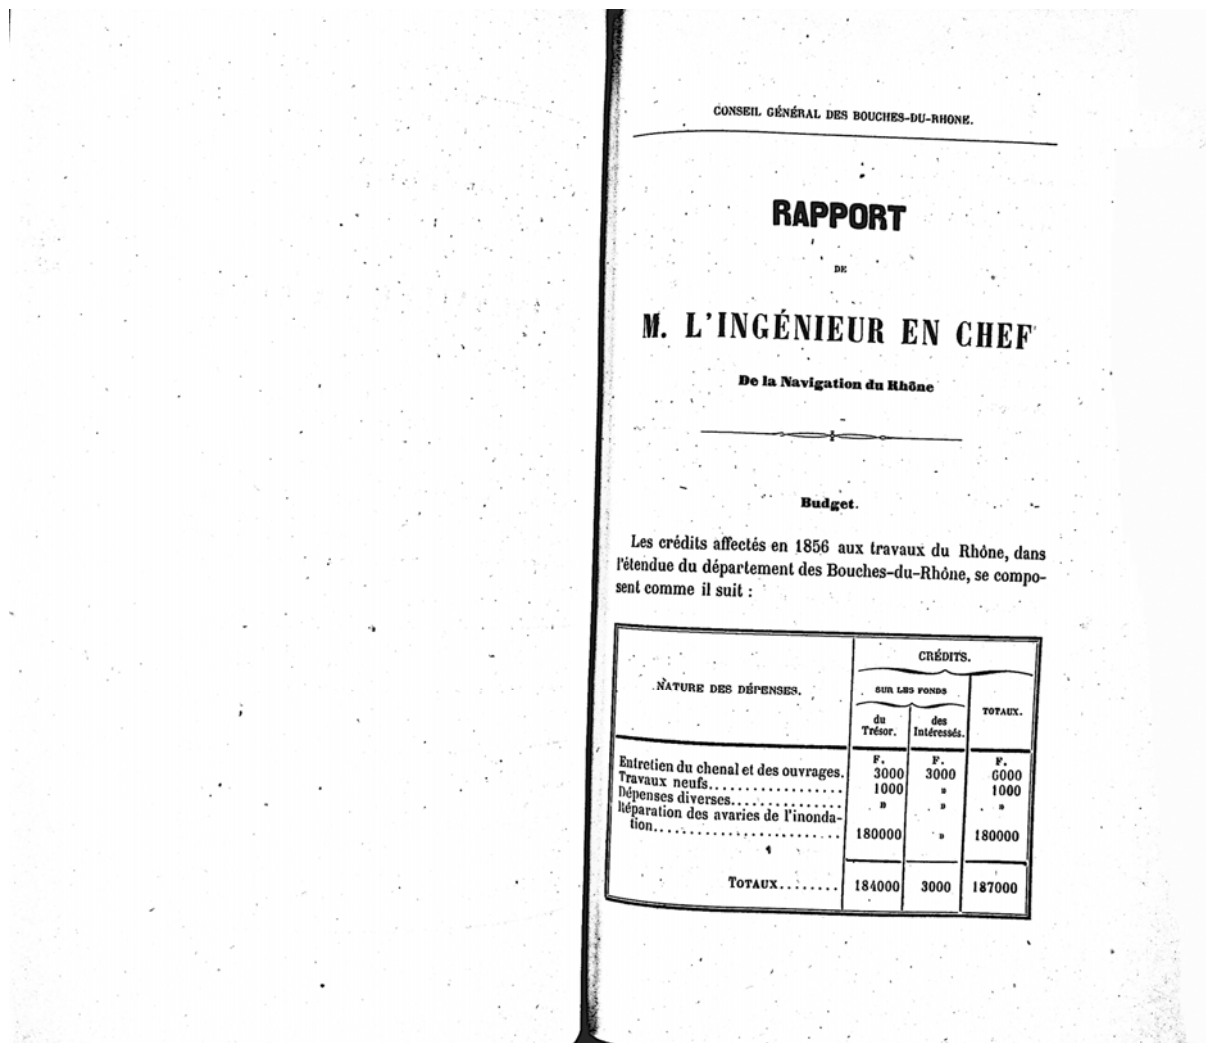 CONSEIL GÉNÉRAL DES BOUCHES-DU-RHONE.
RAPPORT
DE
M. L'INGÉNIEUR EN CHEF
De la Navigation du Rhône
Budget.
Les crédits affectés en 1856 aux travaux du Rhône, dans
l'étendue du département des Bouches-du-Rhône, se compo-
sent comme il suit :
CRÉDITS.
NATURE DES DÉPENSES.
SUR LES FONDS
TOTAUX.
du Trésor.
des Intéressés.
F. F. F.
Entretien du chenal et des ouvrages. 3000 3000 6000
Travaux neufs................. 1000 » 1000
Dépenses diverses.............. » » »
Réparation des avaries de l'inonda-
tion........................ 180000 » 180000
TOTAUX........ 184000 3000 187000